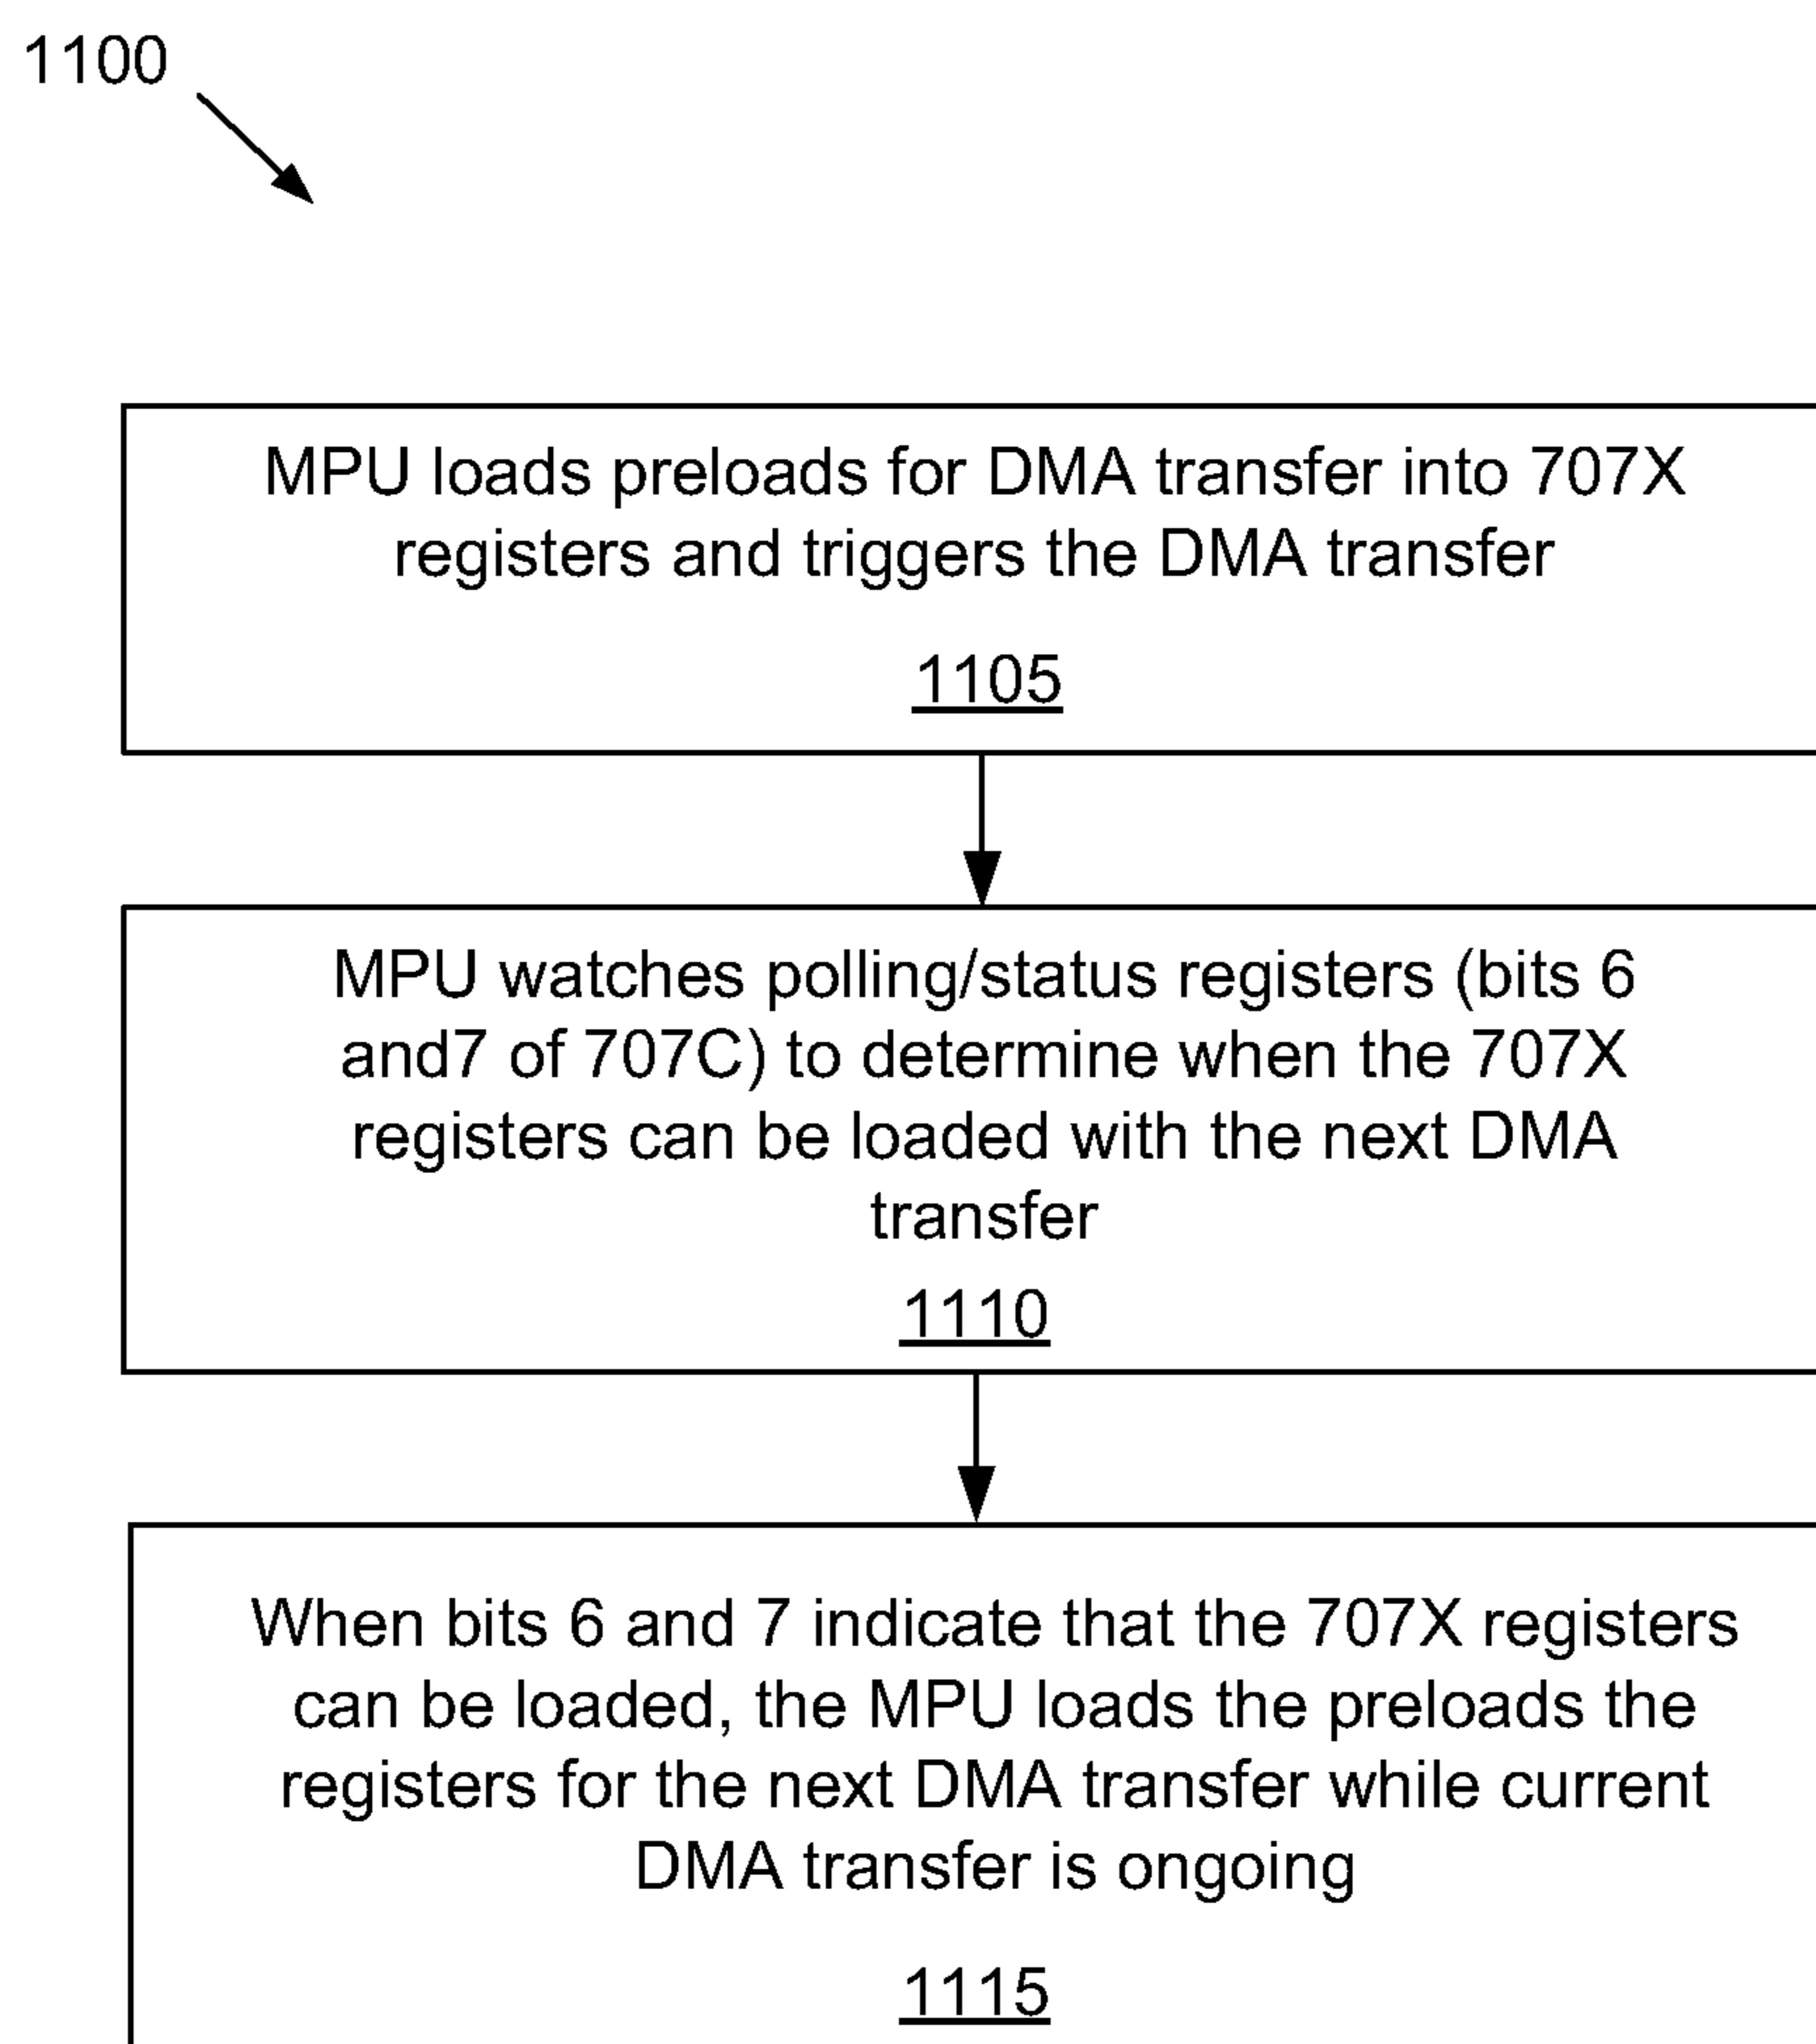 1100
MPU loads preloads for DMA transfer into 707X
registers and triggers the DMA transfer
1105
MPU watches polling/status registers (bits 6
and7 of 707C) to determine when the 707X
registers can be loaded with the next DMA
transfer
1110
When bits 6 and 7 indicate that the 707X registers
can be loaded, the MPU loads the preloads the
registers for the next DMA transfer while current
DMA transfer is ongoing
1115